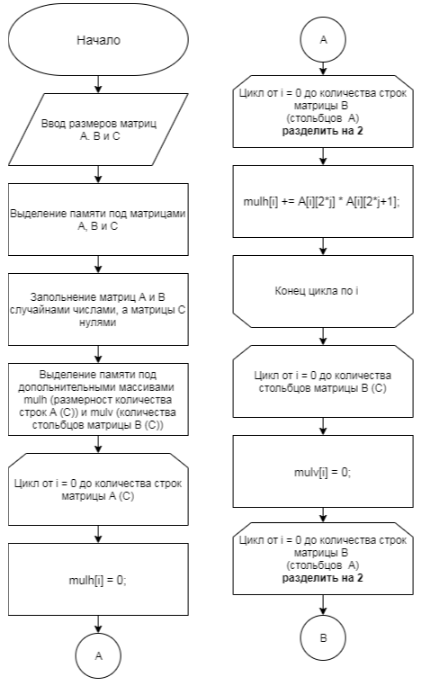 Начало
Ввод размеров матриц
А. В и С
Выделение памяти под матрицами
А, В и С
Запольнение матриц А и В
случайнами числами, а матрицы С
нулями
Выделение памяти под
допольнительными массивами
mulh (размерност количества
строк А (С)) и mulv (количества
стольбцов матрицы В (С))
Цикл от i = 0 до количества строк
матрицы А (С)
mulh[i] = 0;
А
А
Цикл от i = 0 до количества строк
матрицы В
(стольбцов А)
разделить на 2
mulh[i] += A[i][2*j] * A[i][2*j+1];
Конец цикла по i
Цикл от i = 0 до количества
стольбцов матрицы В (С)
mulv[i] = 0;
Цикл от i = 0 до количества строк
матрицы В
(стольбцов А)
разделить на 2
В